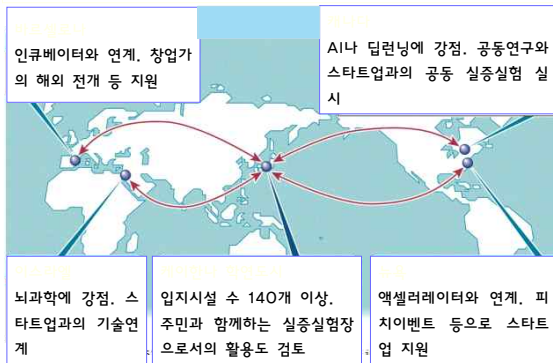 인큐베이터와 연계. 창업가
의 해외 전개 등 지원
AI나 딥런닝에 강점. 공동연구와
스타트업과의 공동 실증실험 실
시
뇌과학에 강점. 스
타트업과의 기술연
계
입지시설 수 140개 이상.
주민과 함께하는 실증실험장
으로서의 활용도 검토
액셀러레이터와 연계. 피
치이벤트 등으로 스타트
업 지원